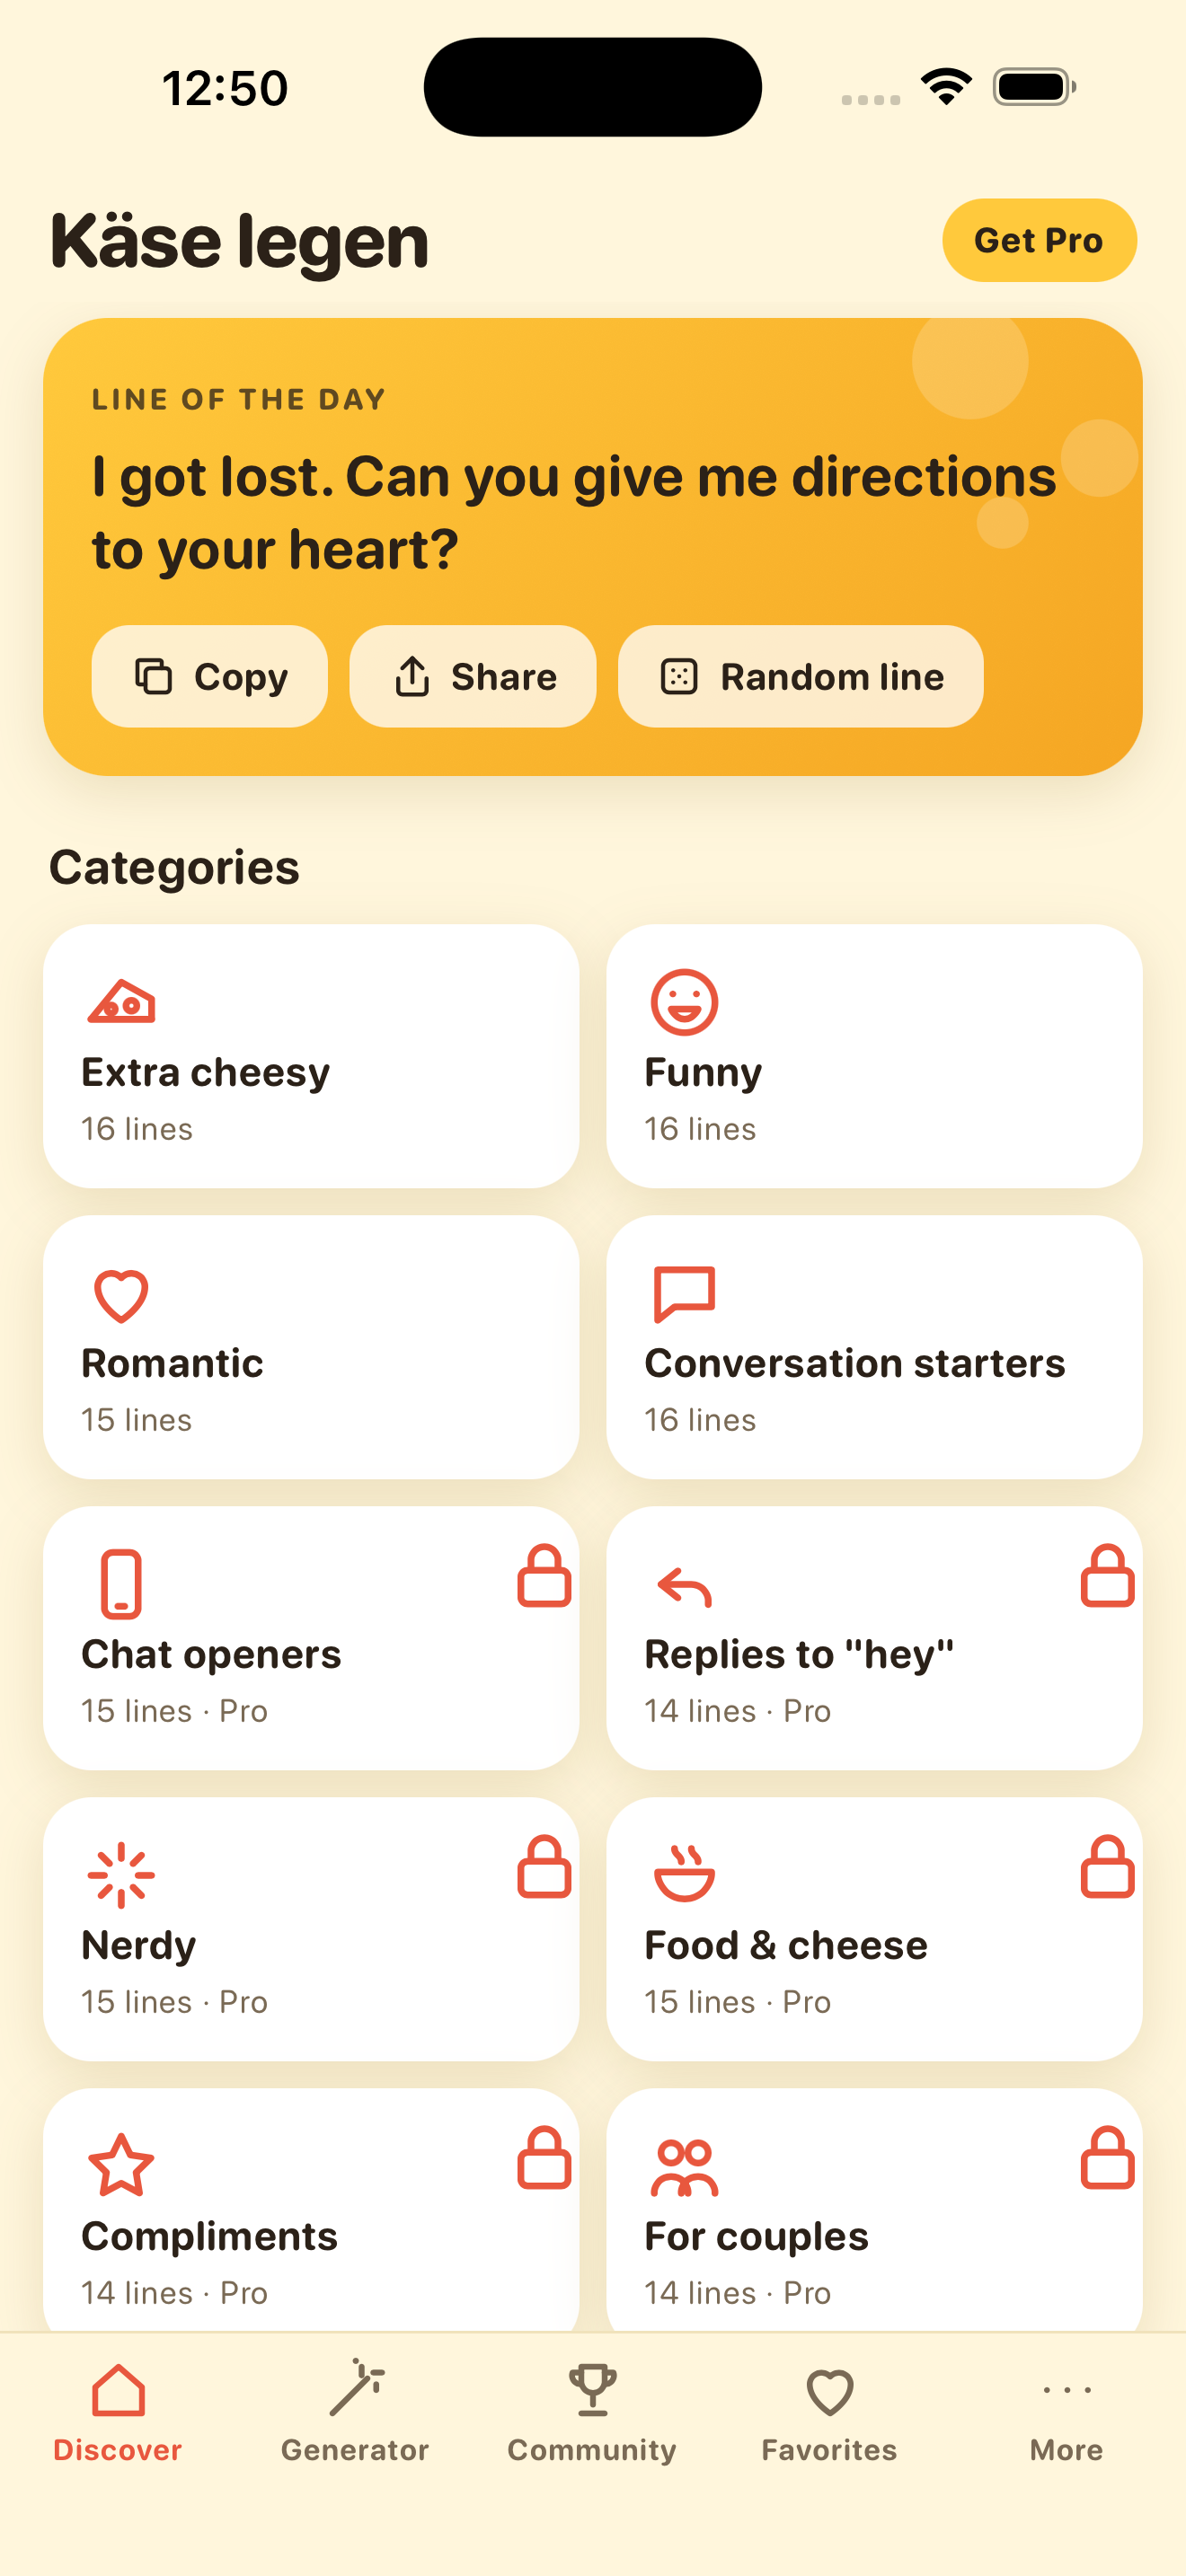 12:50
Käse legen
Get Pro
LINE OF THE DAY
I got lost. Can you give me directions
to your heart?
Copy
Share
Random line
Categories
Extra cheesy
16 lines
Funny
16 lines
Romantic
15 lines
Conversation starters
16 lines
Chat openers
15 lines · Pro
Replies to "hey"
14 lines · Pro
Nerdy
15 lines · Pro
Food & cheese
15 lines · Pro
Compliments
14 lines · Pro
For couples
14 lines · Pro
Discover
Generator
Community
Favorites
More